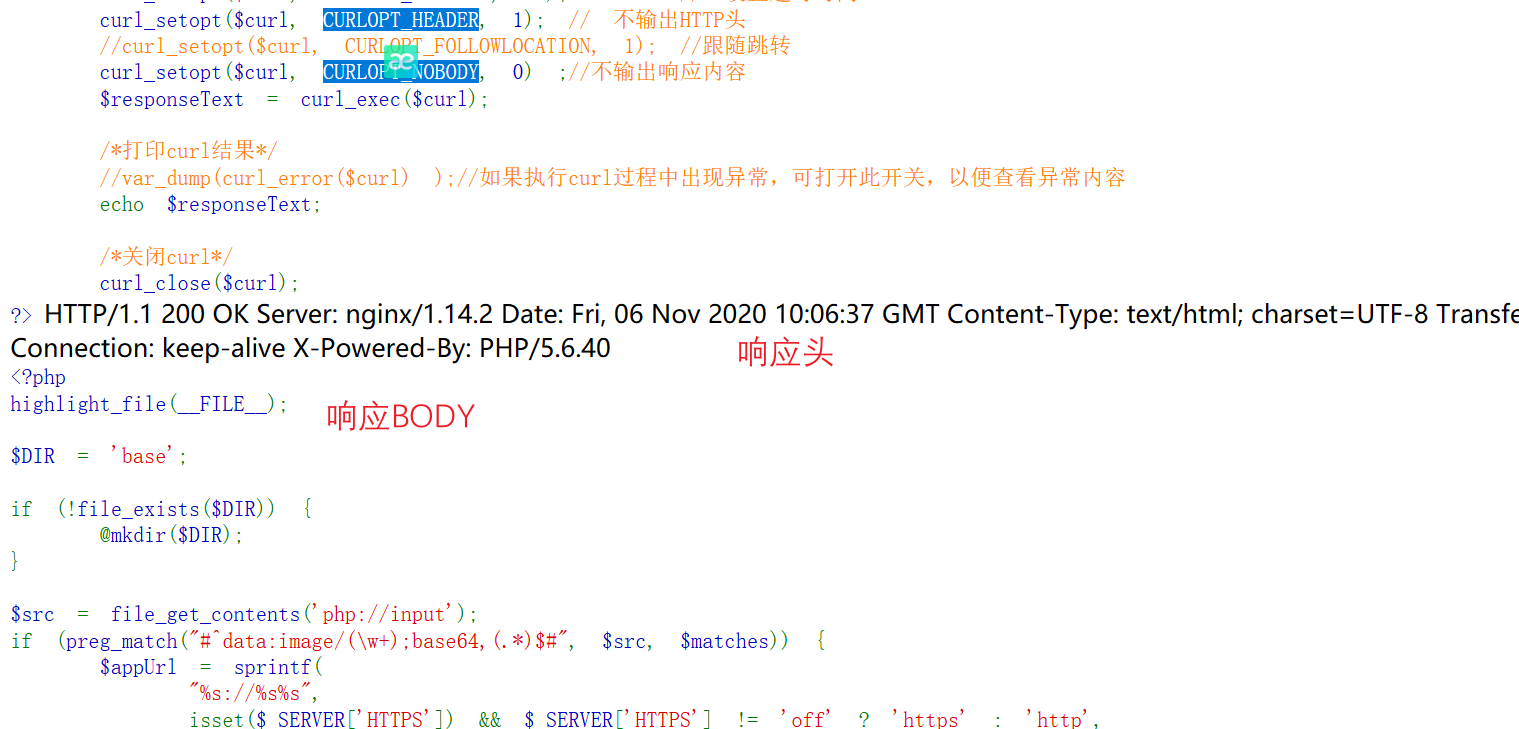 curl_setopt($curl, CURLOPT_HEADER, 1); // 不输出HTTP头
//curl_setopt($curl, CURLOPT_FOLLOWLOCATION, 1); //跟随跳转
curl_setopt($curl, CURLOPT_NOBODY, 0) ;//不输出响应内容
$responseText = curl_exec($curl);
/*打印curl结果*/
//var_dump(curl_error($curl) );//如果执行curl过程中出现异常，可打开此开关，以便查看异常内容
echo $responseText;
/*关闭curl*/
curl_close($curl);
?> HTTP/1.1 200 OK Server: nginx/1.14.2 Date: Fri, 06 Nov 2020 10:06:37 GMT Content-Type: text/html; charset=UTF-8 Transfe
Connection: keep-alive X-Powered-By: PHP/5.6.40
响应头
<?php
highlight_file(__FILE__);
响应BODY
$DIR = 'base';
if (!file_exists($DIR)) {
@mkdir($DIR);
}
$src = file_get_contents('php://input');
if (preg_match("#^data:image/(\w+);base64,(.*)$#", $src, $matches)) {
$appUrl = sprintf(
"%s://%s%s",
isset($_SERVER['HTTPS']) && $_SERVER['HTTPS'] != 'off' ? 'https' : 'http',